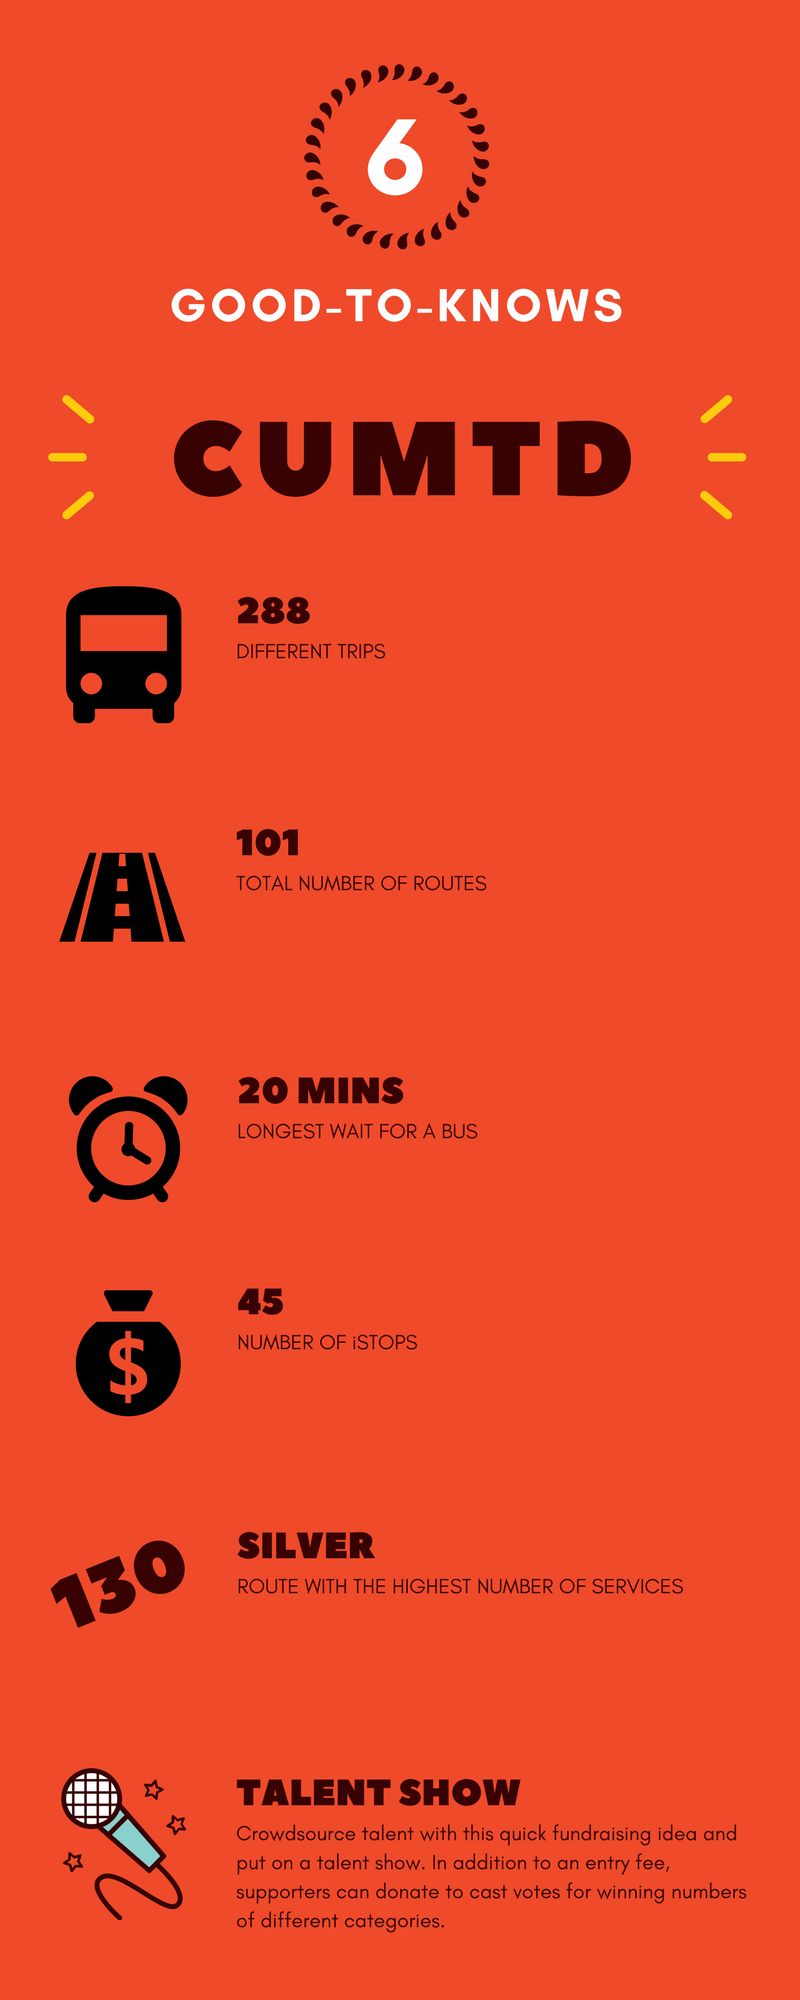 6
GOOD-TO-KNOWS
CUMTD
288
DIFFERENT TRIPS
101
TOTAL NUMBER OF ROUTES
20 MINS
LONGEST WAIT FOR A BUS
$
45
NUMBER OF iSTOPS
130
SILVER
ROUTE WITH THE HIGHEST NUMBER OF SERVICES
TALENT SHOW
Crowdsource talent with this quick fundraising idea and
put on a talent show. In addition to an entry fee,
supporters can donate to cast votes for winning numbers
of different categories.